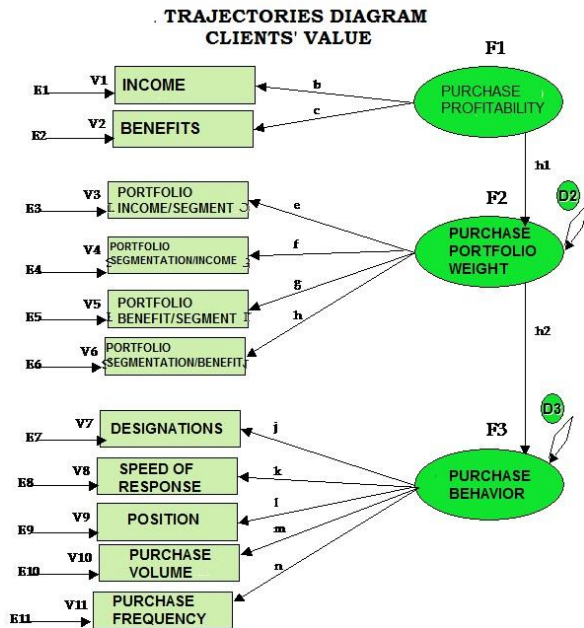 . TRAJECTORIES DIAGRAM
CLIENTS' VALUE
F1
V1
INCOME
E1
b
PURCHASE
PROFITABILITY
V2
BENEFITS
E2
c
h1
V3
PORTFOLIO
INCOME/SEGMENT
E3
e
F2
D2
V4
PORTFOLIO
SEGMENTATION/INCOME
E4
f
PURCHASE
PORTFOLIO
WEIGHT
V5
PORTFOLIO
BENEFIT/SEGMENT
E5
g
h
h2
V6
PORTFOLIO
SEGMENTATION/BENEFIT
E6
V7
DESIGNATIONS
E7
j
F3
D3
V8
SPEED OF
RESPONSE
E8
k
PURCHASE
BEHAVIOR
V9
POSITION
E9
l
V10
PURCHASE
VOLUME
E10
m
n
V11
PURCHASE
FREQUENCY
E11